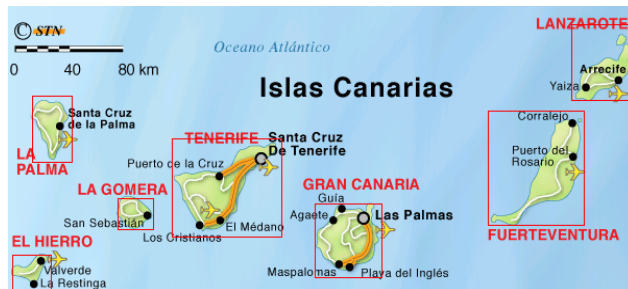 © STN
0 40 80 km
Oceano Atlántico
Islas Canarias
LANZAROTE
Arrecife
Yaiza
Corralejo
Puerto del
Rosario
FUERTEVENTURA
Santa Cruz
de la Palma
LA
PALMA
TENERIFE
Santa Cruz
De Tenerife
Puerto de la Cruz
El Médano
Los Cristianos
LA GOMERA
San Sebastián
GRAN CANARIA
Guía
Agaete
Las Palmas
Maspalomas
Playa del Inglés
EL HIERRO
Valverde
La Restinga